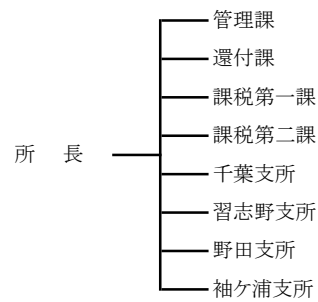 管理課
還付課
課税第一課
課税第二課
所　長
千葉支所
習志野支所
野田支所
袖ケ浦支所